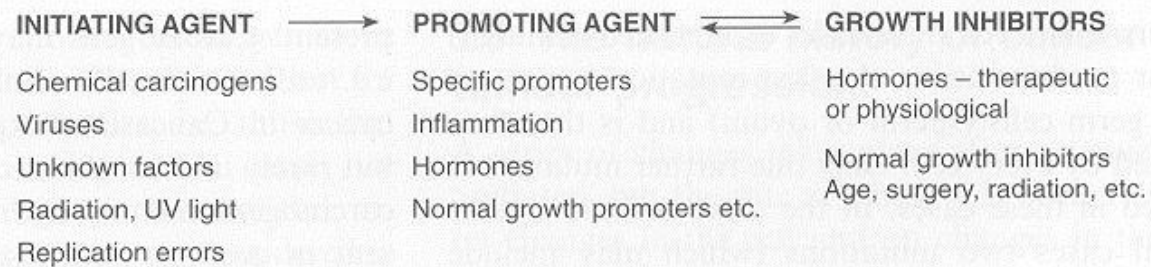 INITIATING AGENT → PROMOTING AGENT ⇄ GROWTH INHIBITORS
Chemical carcinogens
Viruses
Unknown factors
Radiation, UV light
Replication errors
Specific promoters
Inflammation
Hormones
Normal growth promoters etc.
Hormones – therapeutic
or physiological
Normal growth inhibitors
Age, surgery, radiation, etc.